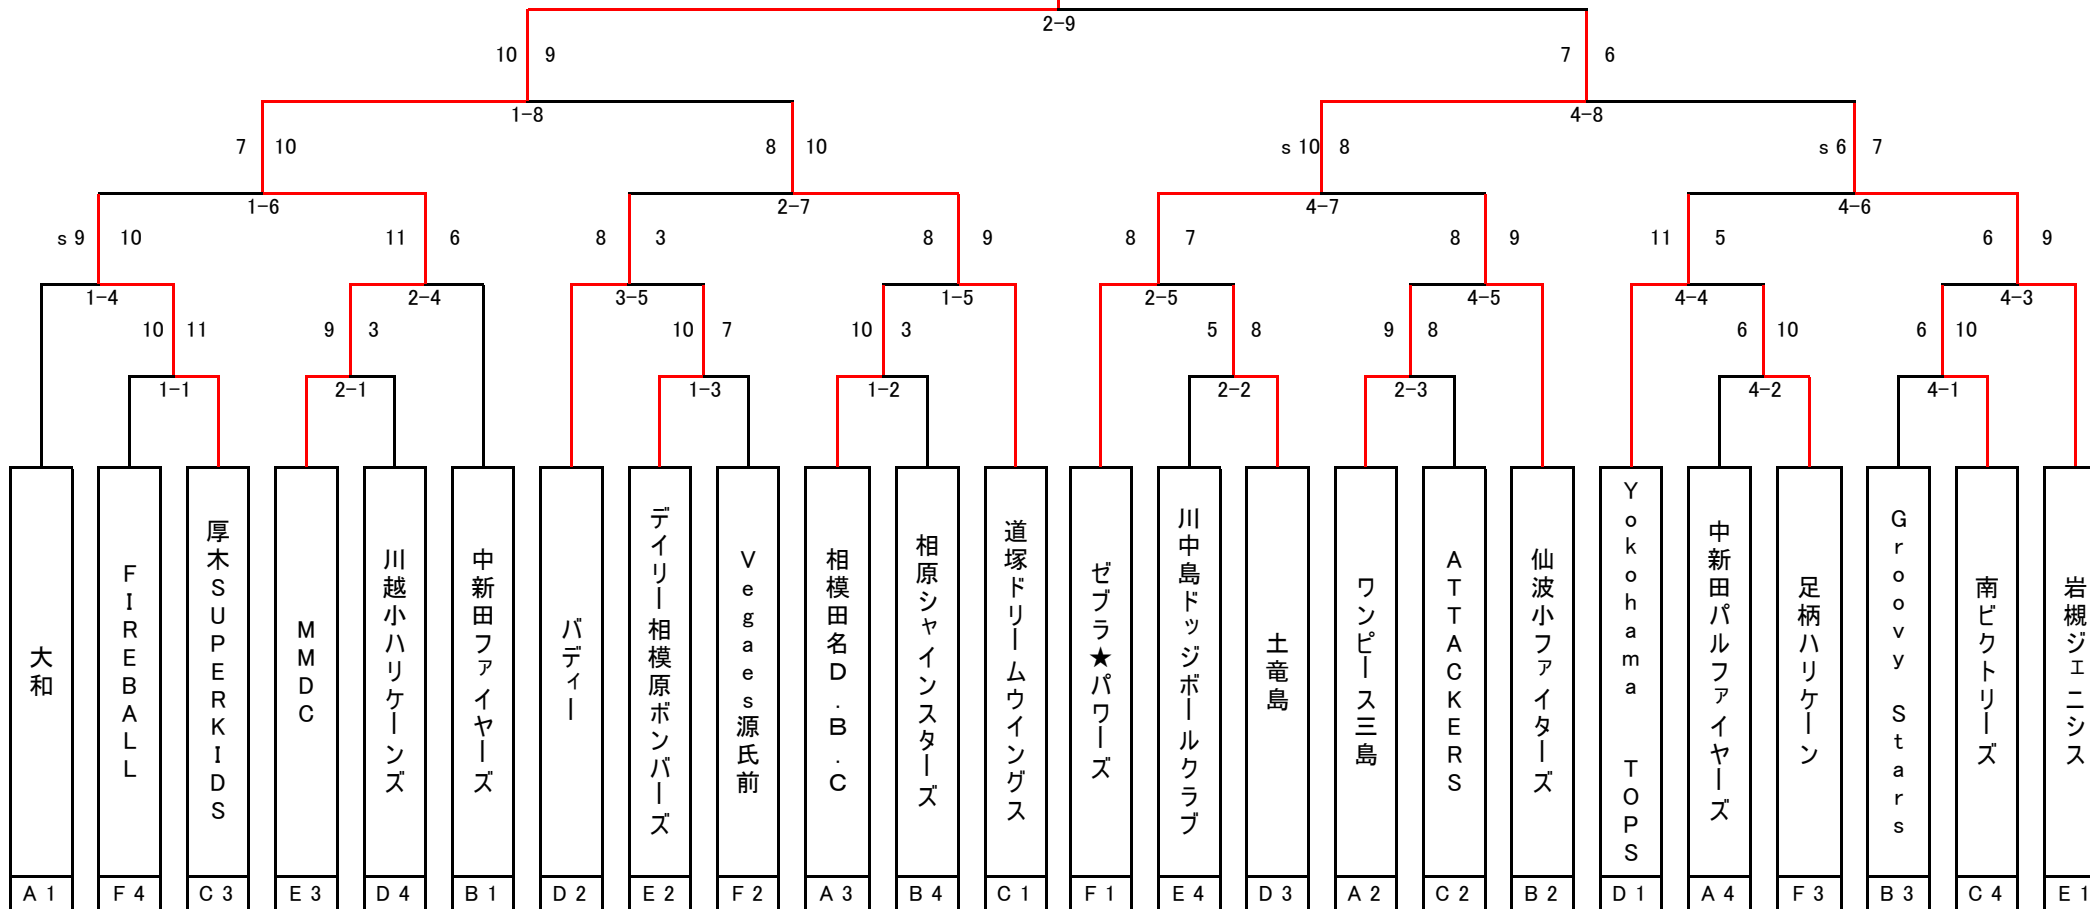 2-9
10 9 7 6
1-8 4-8
7 10 8 10 s 10 8 s 6 7
1-6 2-7 4-7 4-6
s 9 10 11 6 8 3 8 9 8 7 8 9 11 5 6 9
1-4 2-4 3-5 1-5 2-5 4-5 4-4 4-3
10 11 9 3 10 7 10 3 5 8 9 8 6 10 6 10
1-1 2-1 1-3 1-2 2-2 2-3 4-2 4-1
大和
FIREBALL
厚木SUPERKIDS
MMDC
川越小ハリケーンズ
中新田ファイヤーズ
バディー
デイリー相模原ボンバーズ
Vegaes源氏前
相模田名D.B.C
相原シャインスターズ
道塚ドリームウイングス
ゼブラ★パワーズ
川中島ドッジボールクラブ
土竜島
ワンピース三島
ATTACKERS
仙波小ファイターズ
Yokohama TOPS
中新田パルファイヤーズ
足柄ハリケーン
Groovy Stars
南ビクトリーズ
岩槻ジェニシス
A1 F4 C3 E3 D4 B1 D2 E2 F2 A3 B4 C1 F1 E4 D3 A2 C2 B2 D1 A4 F3 B3 C4 E1